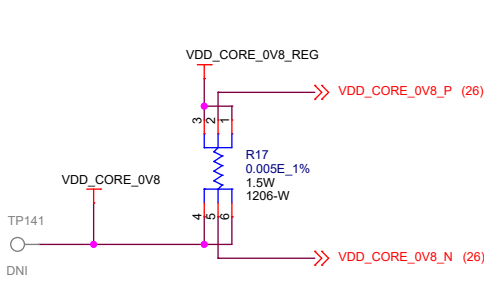 VDD_CORE_0V8_REG
VDD_CORE_0V8_P (26)
3 2 1
R17
0.005E_1%
1.5W
1206-W
VDD_CORE_0V8
4 5 6
TP141
DNI
VDD_CORE_0V8_N (26)